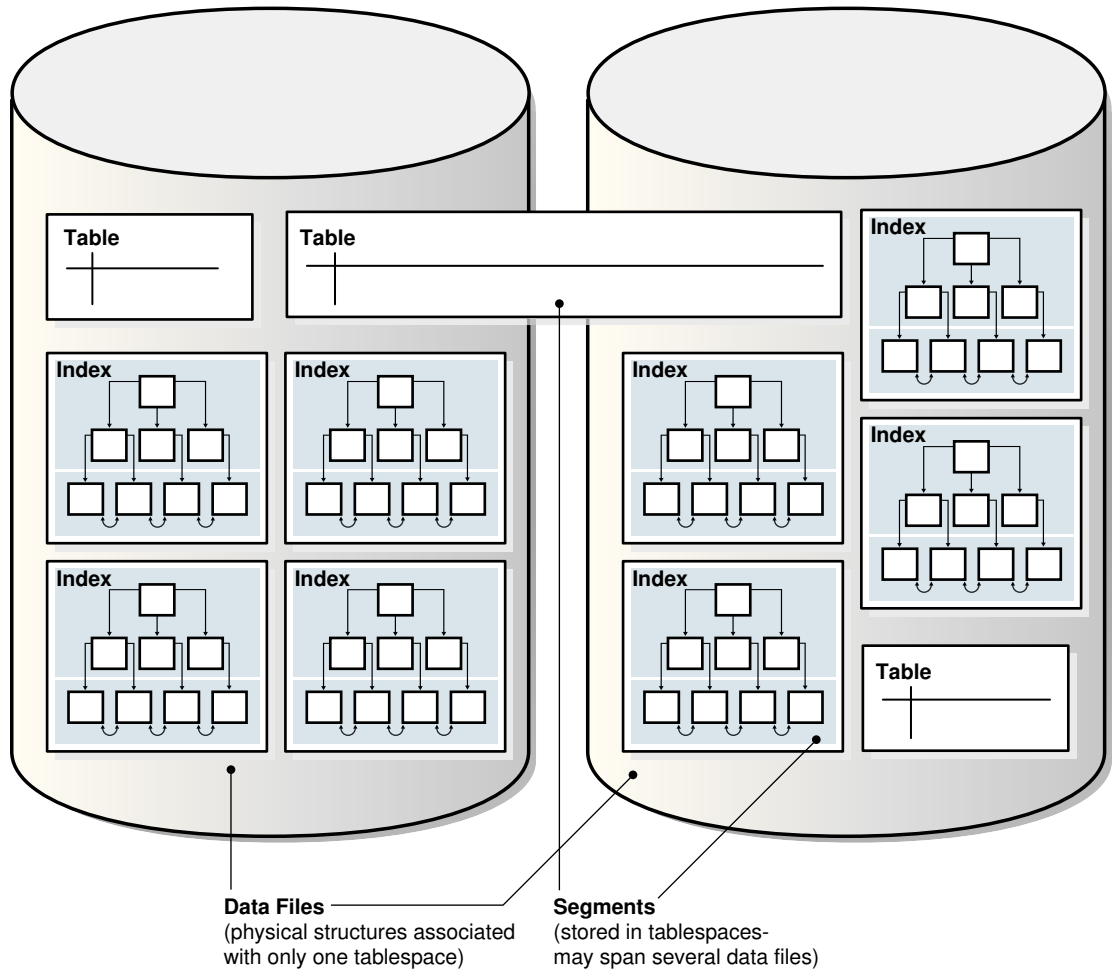 Table
Table
Index
Index
Index
Index
Index
Index
Index
Index
Table
Data Files
(physical structures associated
with only one tablespace)
Segments
(stored in tablespaces-
may span several data files)